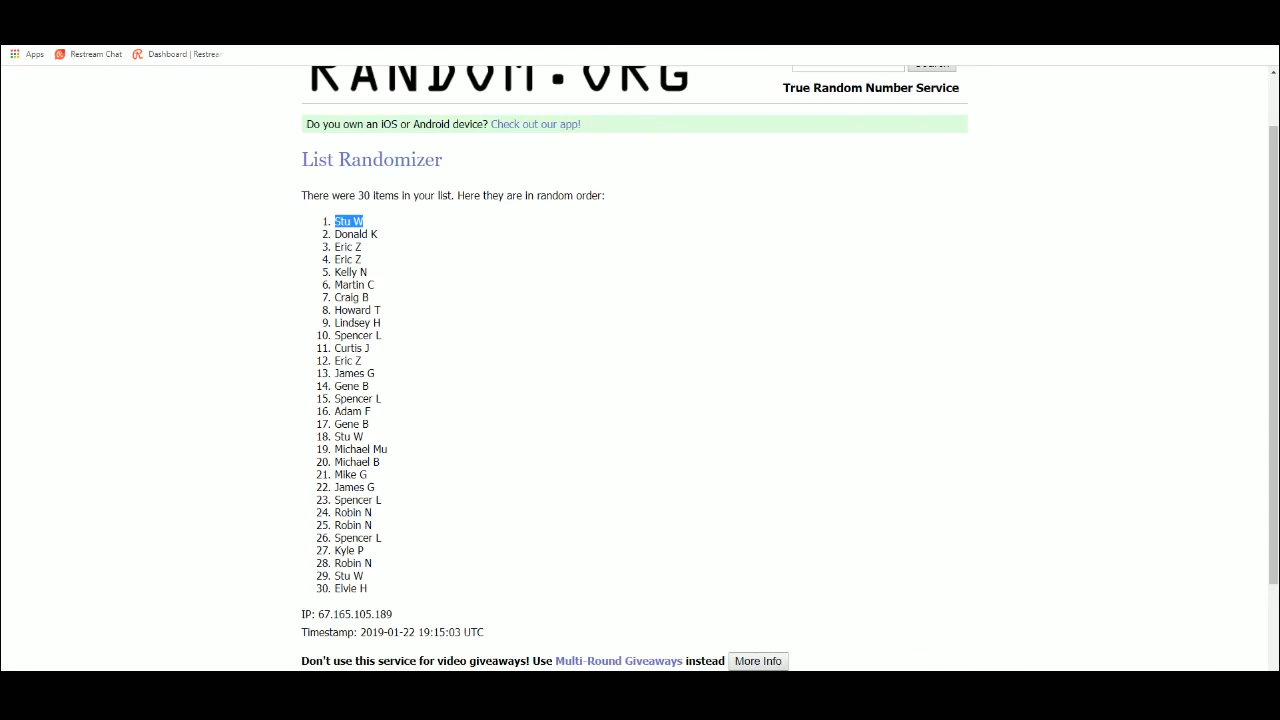 Apps Restream Chat Dashboard | Restrea
RANDOM.ORG
Search
True Random Number Service
Do you own an iOS or Android device? Check out our app!
List Randomizer
There were 30 items in your list. Here they are in random order:
1. Stu W
2. Donald K
3. Eric Z
4. Eric Z
5. Kelly N
6. Martin C
7. Craig B
8. Howard T
9. Lindsey H
10. Spencer L
11. Curtis J
12. Eric Z
13. James G
14. Gene B
15. Spencer L
16. Adam F
17. Gene B
18. Stu W
19. Michael Mu
20. Michael B
21. Mike G
22. James G
23. Spencer L
24. Robin N
25. Robin N
26. Spencer L
27. Kyle P
28. Robin N
29. Stu W
30. Elvie H
IP: 67.165.105.189
Timestamp: 2019-01-22 19:15:03 UTC
Don't use this service for video giveaways! Use Multi-Round Giveaways instead More Info